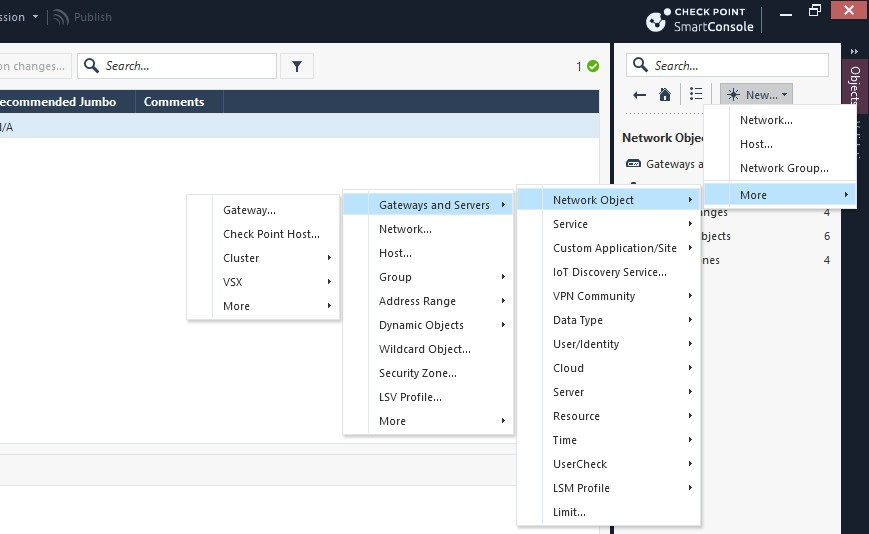 ssion
Publish
CHECK POINT
SmartConsole
on changes...
Search...
1
Search...
New...
Objects
ecommended Jumbo
Comments
/A
Network Obje
Gateways a
nges
4
bjects
6
nes
4
Network...
Host...
Network Group...
More
Network Object
Service
Custom Application/Site
IoT Discovery Service...
VPN Community
Data Type
User/Identity
Cloud
Server
Resource
Time
UserCheck
LSM Profile
Limit...
Gateways and Servers
Network...
Host...
Group
Address Range
Dynamic Objects
Wildcard Object...
Security Zone...
LSV Profile...
More
Gateway...
Check Point Host...
Cluster
VSX
More